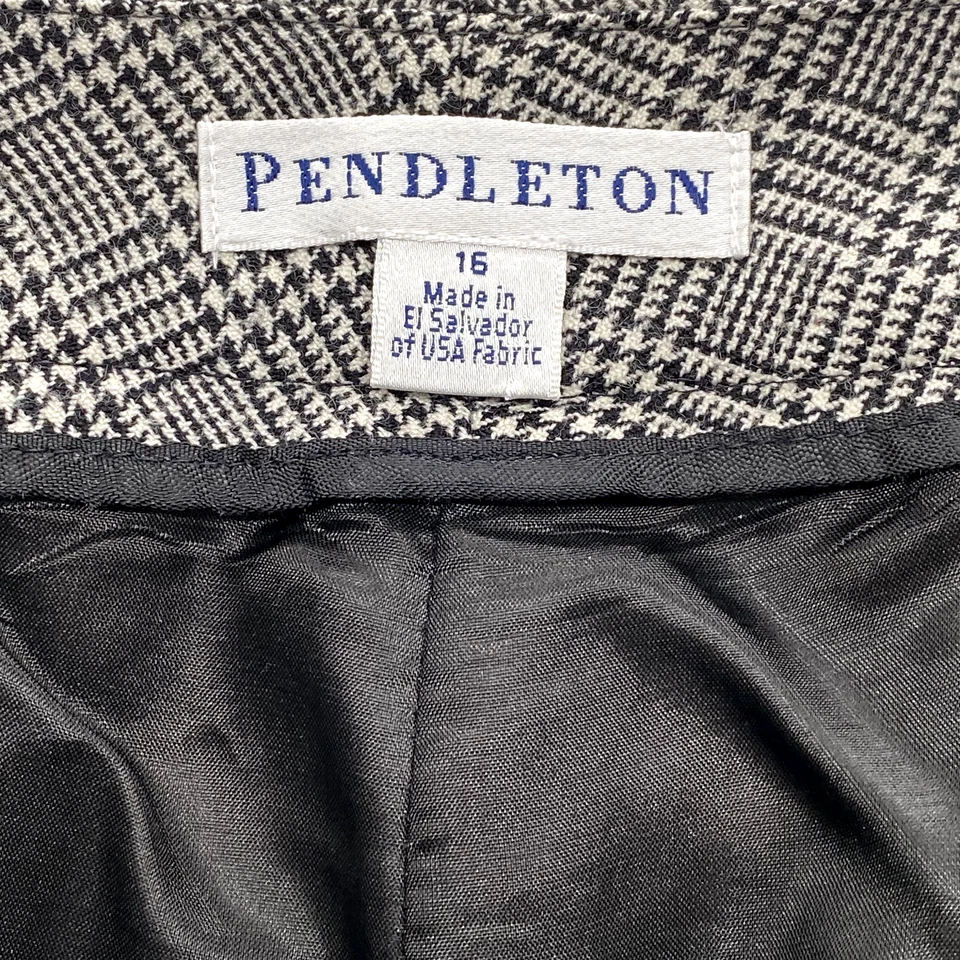 PENDLETON
16
Made in
El Salvador
of USA Fabric